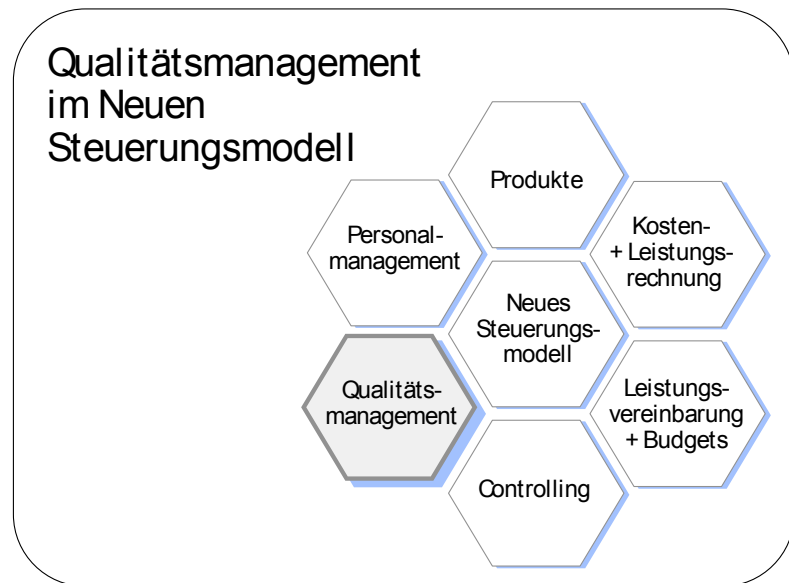 Qualitätsmanagement
im Neuen
Steuerungsmodell
Produkte
Personal-
management
Kosten-
+ Leistungs-
rechnung
Neues
Steuerungs-
modell
Qualitäts-
management
Leistungs-
vereinbarung
+ Budgets
Controlling